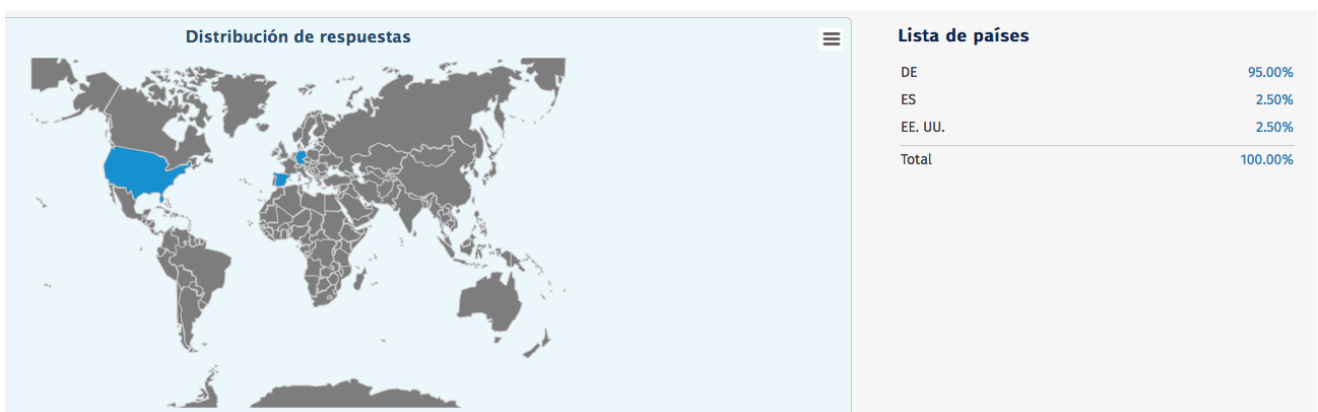 Distribución de respuestas
Lista de países
DE 95.00%
ES 2.50%
EE. UU. 2.50%
Total 100.00%